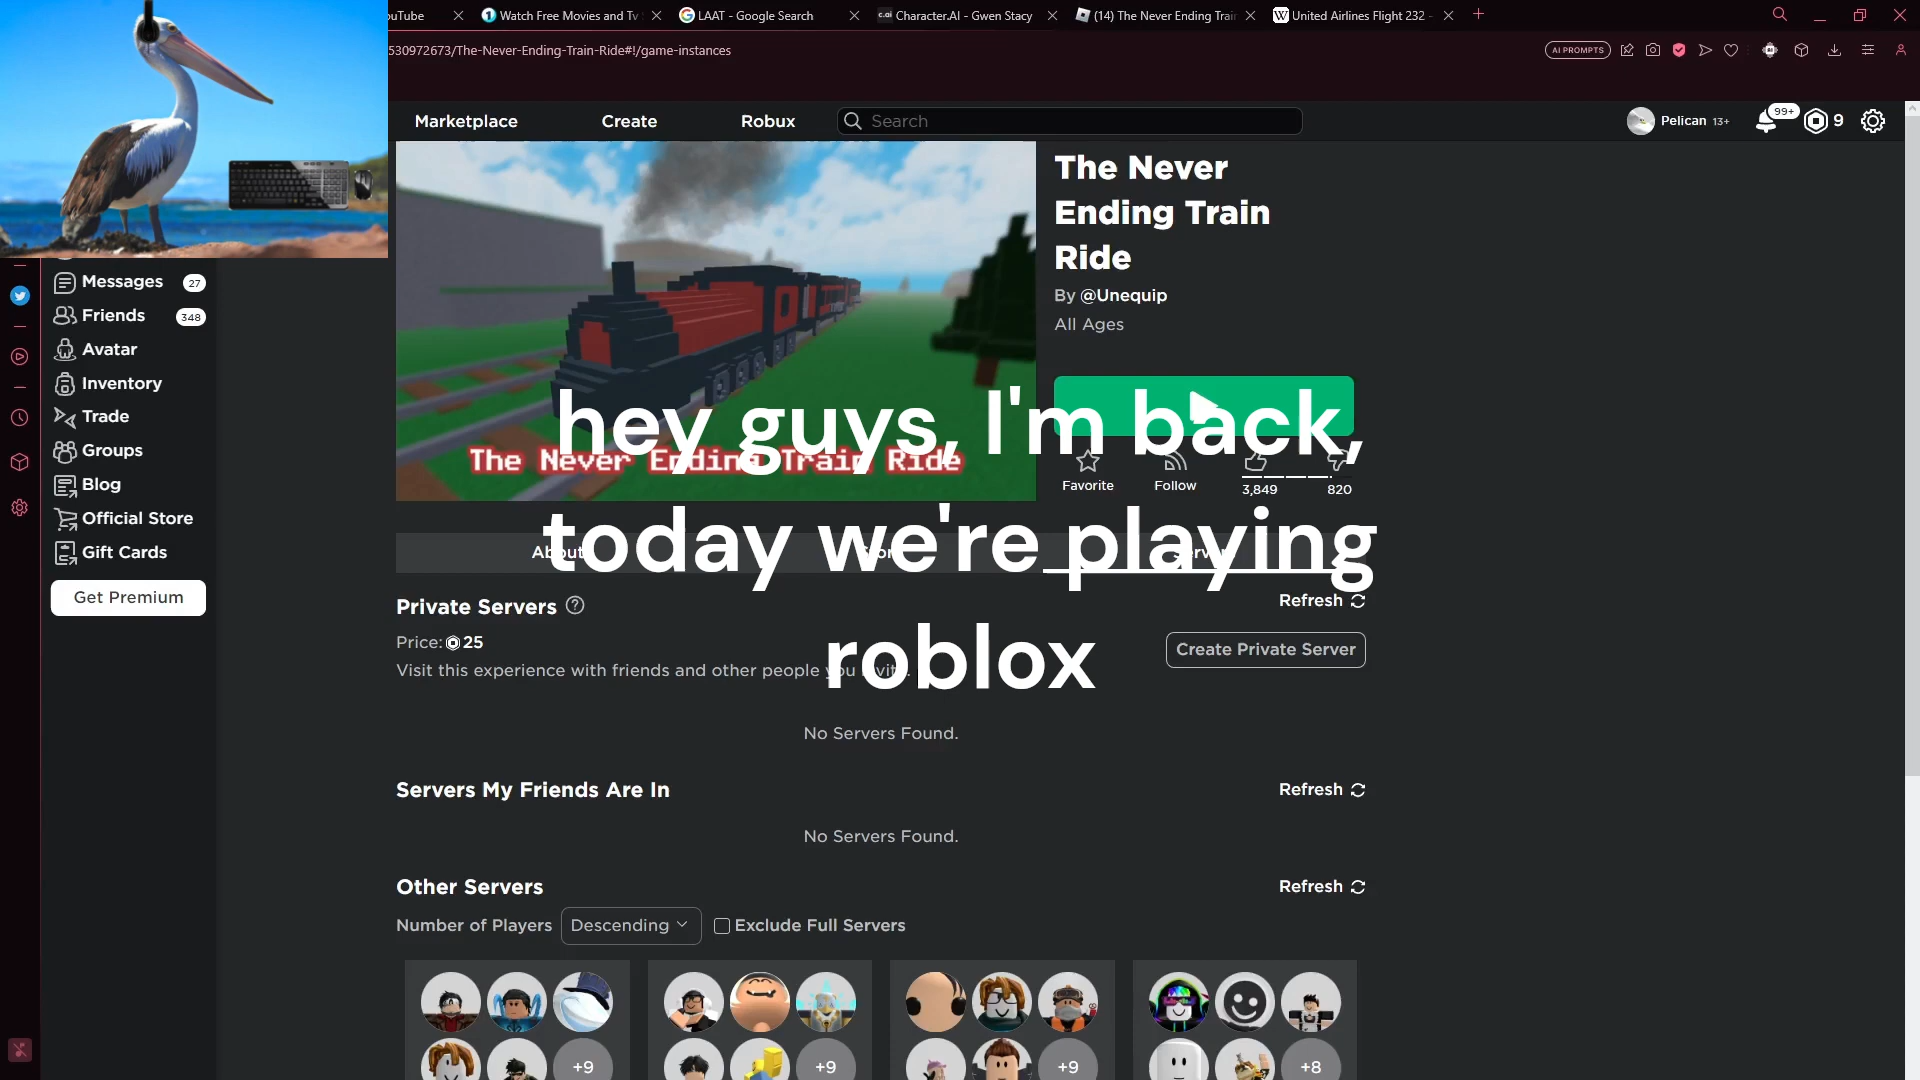 ouTube
Watch Free Movies and Tv
LAAT - Google Search
c.ai
Character.AI - Gwen Stacy
(14) The Never Ending Trai
W
United Airlines Flight 232 -
530972673/The-Never-Ending-Train-Ride#!/game-instances
AI PROMPTS
Marketplace
Create
Robux
Search
Pelican 13+
99+
9
The Never
Ending Train
Ride
By @Unequip
All Ages
The Never Ending Train Ride
Favorite
Follow
3,849
820
hey guys, I'm back,
today we're playing
roblox
Messages 27
Friends 348
Avatar
Inventory
Trade
Groups
Blog
Official Store
Gift Cards
Get Premium
About
Private Servers
Refresh
Price: 25
Create Private Server
Visit this experience with friends and other people you
No Servers Found.
Servers My Friends Are In
Refresh
No Servers Found.
Other Servers
Refresh
Number of Players
Descending
Exclude Full Servers
+9
+9
+9
+8